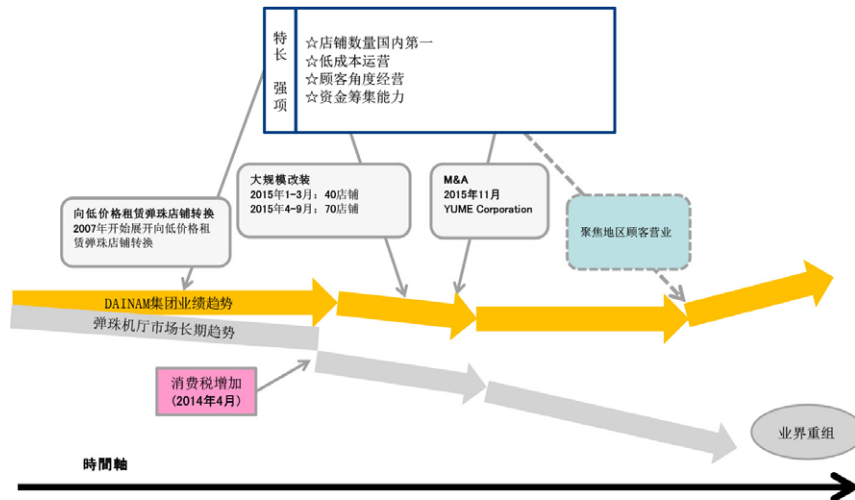 特长 强项
☆店铺数量国内第一
☆低成本运营
☆顾客角度经营
☆资金筹集能力
向低价格租赁弹珠店铺转换
2007年开始展开向低价格租
赁弹珠店铺转换
大规模改装
2015年1-3月：40店铺
2015年4-9月：70店铺
M&A
2015年11月
YUME Corporation
聚焦地区顾客营业
DAINAM集团业绩趋势
弹珠机厅市场长期趋势
消费税增加
(2014年4月)
业界重组
時間軸